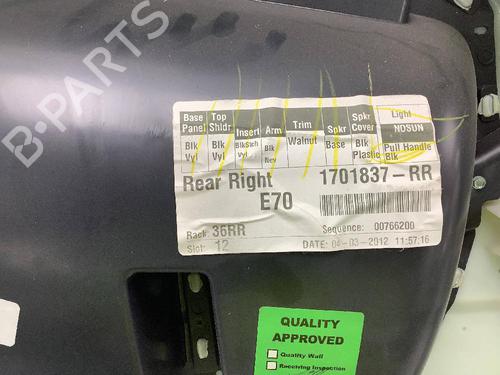 B-PARTS
Base Panel Top Shldr Insert Arm Trim Spkr Spkr Cover Light
NOSUN
Blk Vyl Blk Vyl BlkStch Vyl Blk Nev Walnut Base Blk Plastic Pull Handle Blk
Rear Right 1701837-RR
E70
Rack: 36RR Sequence: 00766200
Slot: 12 DATE: 04-03-2012 11:57:16
QUALITY
APPROVED
Quality Wall
Receiving Inspection